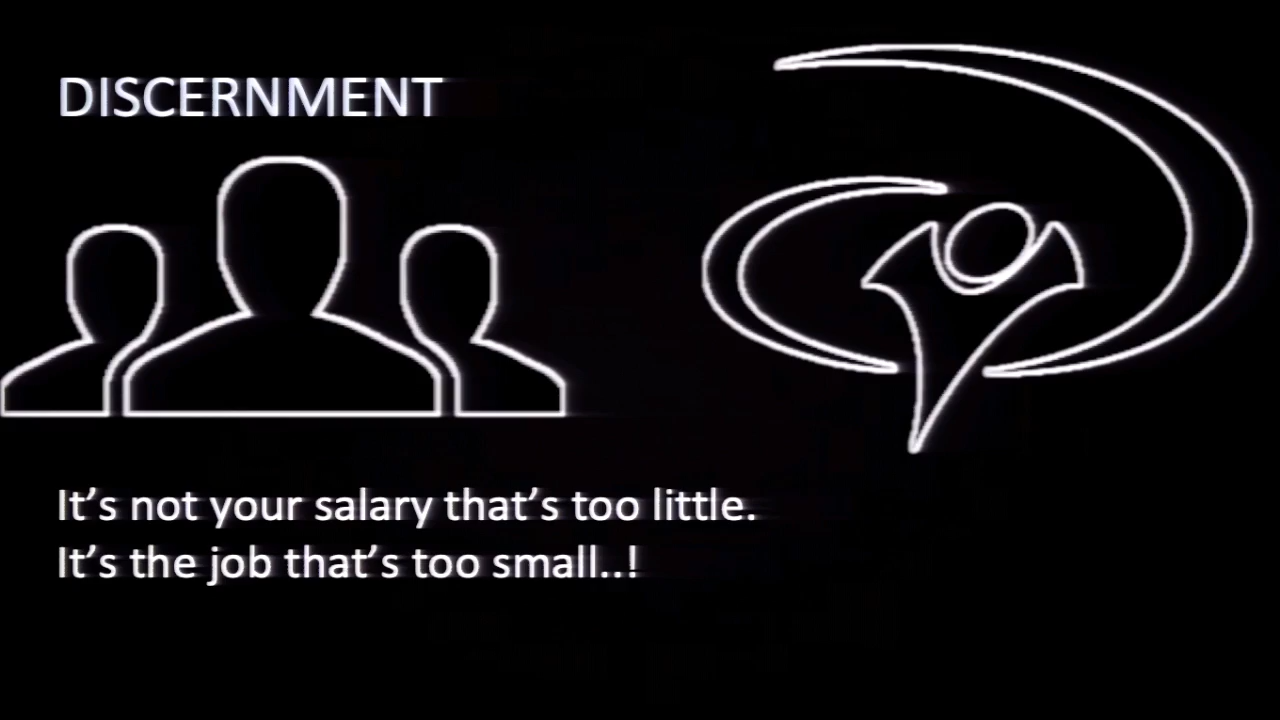 DISCERNMENT
It’s not your salary that’s too little.
It’s the job that’s too small..!